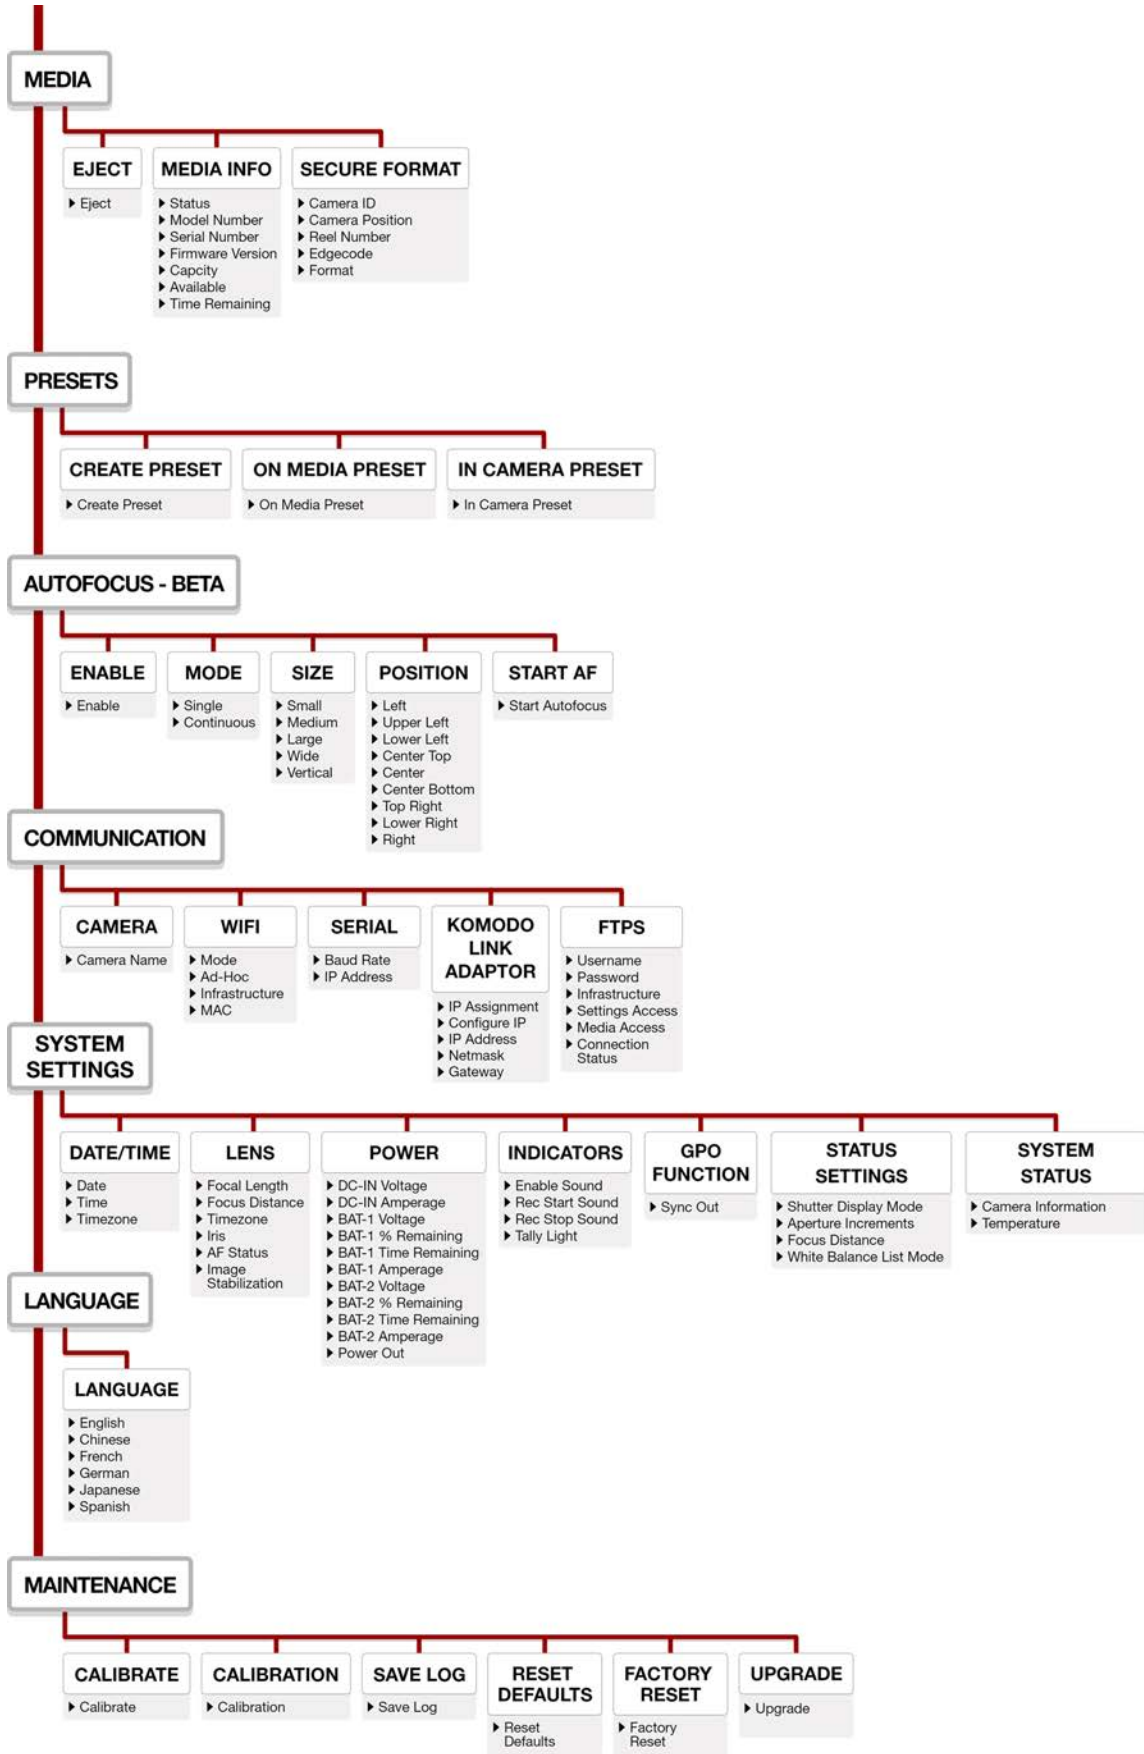 MEDIA
EJECT
Eject
MEDIA INFO
Status
Model Number
Serial Number
Firmware Version
Capcity
Available
Time Remaining
SECURE FORMAT
Camera ID
Camera Position
Reel Number
Edgecode
Format
PRESETS
CREATE PRESET
Create Preset
ON MEDIA PRESET
On Media Preset
IN CAMERA PRESET
In Camera Preset
AUTOFOCUS - BETA
ENABLE
Enable
MODE
Single
Continuous
SIZE
Small
Medium
Large
Wide
Vertical
POSITION
Left
Upper Left
Lower Left
Center Top
Center
Center Bottom
Top Right
Lower Right
Right
START AF
Start Autofocus
COMMUNICATION
CAMERA
Camera Name
WIFI
Mode
Ad-Hoc
Infrastructure
MAC
SERIAL
Baud Rate
IP Address
KOMODO
LINK
ADAPTOR
IP Assignment
Configure IP
IP Address
Netmask
Gateway
FTPS
Username
Password
Infrastructure
Settings Access
Media Access
Connection
Status
SYSTEM
SETTINGS
DATE/TIME
Date
Time
Timezone
LENS
Focal Length
Focus Distance
Timezone
Iris
AF Status
Image
Stabilization
POWER
DC-IN Voltage
DC-IN Amperage
BAT-1 Voltage
BAT-1 % Remaining
BAT-1 Time Remaining
BAT-1 Amperage
BAT-2 Voltage
BAT-2 % Remaining
BAT-2 Time Remaining
BAT-2 Amperage
Power Out
INDICATORS
Enable Sound
Rec Start Sound
Rec Stop Sound
Tally Light
GPO
FUNCTION
Sync Out
STATUS
SETTINGS
Shutter Display Mode
Aperture Increments
Focus Distance
White Balance List Mode
SYSTEM
STATUS
Camera Information
Temperature
LANGUAGE
LANGUAGE
English
Chinese
French
German
Japanese
Spanish
MAINTENANCE
CALIBRATE
Calibrate
CALIBRATION
Calibration
SAVE LOG
Save Log
RESET
DEFAULTS
Reset
Defaults
FACTORY
RESET
Factory
Reset
UPGRADE
Upgrade